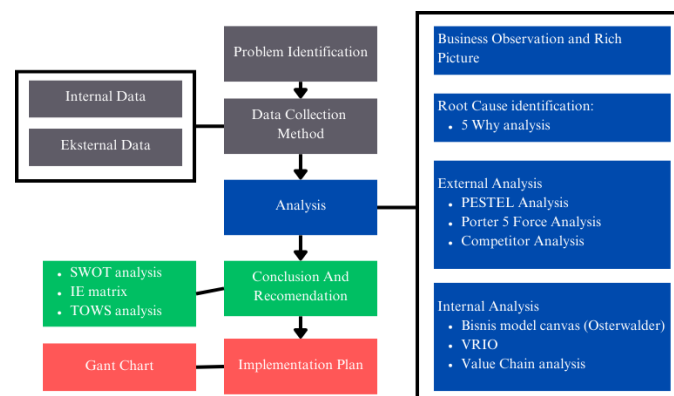 Problem Identification
Internal Data
Eksternal Data
Data Collection
Method
Analysis
SWOT analysis
IE matrix
TOWS analysis
Conclusion And
Recomendation
Gant Chart
Implementation Plan
Business Observation and Rich
Picture
Root Cause identification:
5 Why analysis
External Analysis
PESTEL Analysis
Porter 5 Force Analysis
Competitor Analysis
Internal Analysis
Bisnis model canvas (Osterwalder)
VRIO
Value Chain analysis